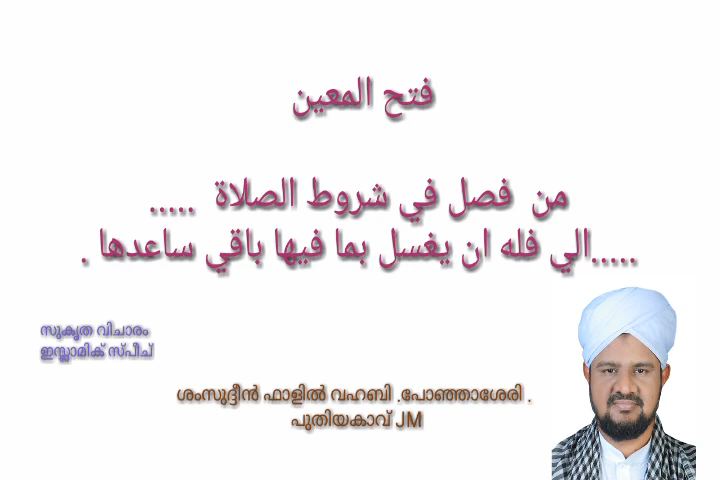 فتح المعين
من فصل في شروط الصلاة .....
.....الي فله ان يغسل بما فيها باقي ساعدها .
സുകൃത വിചാരം
ഇസ്ലാമിക് സ്പീച്
ശംസുദ്ദീൻ ഫാളിൽ വഹബി .പോഞ്ഞാശേരി .
പുതിയകാവ് JM